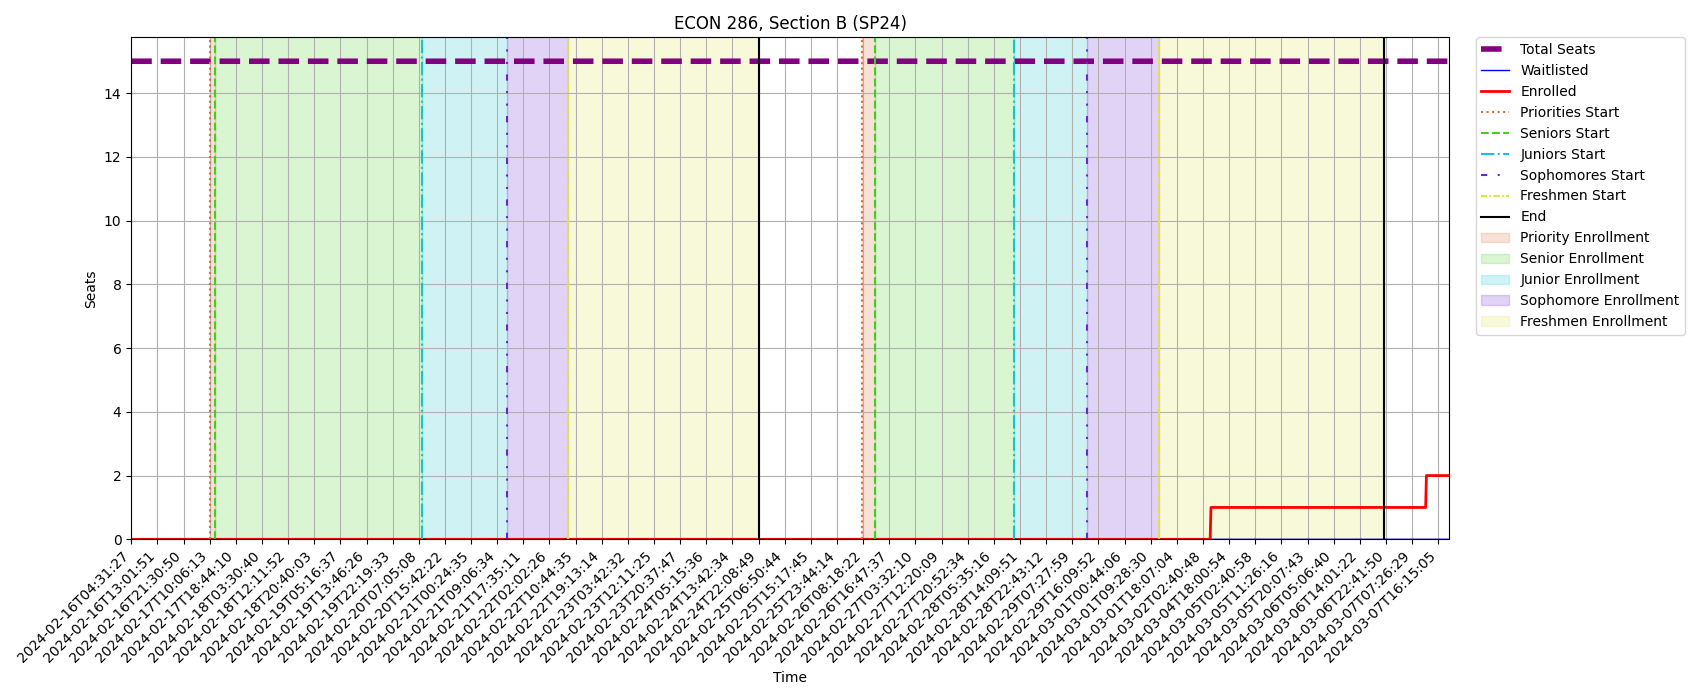 ECON 286, Section B (SP24)
Seats
14
12
10
8
6
4
2
0
2024-02-16T04:31:27
2024-02-16T13:01:51
2024-02-16T21:30:50
2024-02-17T10:06:13
2024-02-17T18:44:10
2024-02-18T03:30:40
2024-02-18T12:11:52
2024-02-18T20:40:03
2024-02-19T05:16:37
2024-02-19T13:46:26
2024-02-19T22:19:33
2024-02-20T07:05:08
2024-02-20T15:42:22
2024-02-21T00:24:35
2024-02-21T09:06:34
2024-02-21T17:35:11
2024-02-22T02:02:26
2024-02-22T10:44:35
2024-02-22T19:13:14
2024-02-23T03:42:32
2024-02-23T12:11:25
2024-02-23T20:37:47
2024-02-24T05:15:36
2024-02-24T13:42:34
2024-02-24T22:08:49
2024-02-25T06:50:44
2024-02-25T15:17:45
2024-02-25T23:44:14
2024-02-26T08:18:22
2024-02-26T16:47:37
2024-02-27T03:32:10
2024-02-27T12:20:09
2024-02-27T20:52:34
2024-02-28T05:35:16
2024-02-28T14:09:51
2024-02-28T22:43:12
2024-02-29T07:27:59
2024-02-29T16:09:52
2024-03-01T00:44:06
2024-03-01T09:28:30
2024-03-01T18:07:04
2024-03-02T02:40:48
2024-03-04T18:00:54
2024-03-05T02:40:58
2024-03-05T11:26:16
2024-03-05T20:07:43
2024-03-06T05:06:40
2024-03-06T14:01:22
2024-03-06T22:41:50
2024-03-07T07:26:29
2024-03-07T16:15:05
Time
Total Seats
Waitlisted
Enrolled
Priorities Start
Seniors Start
Juniors Start
Sophomores Start
Freshmen Start
End
Priority Enrollment
Senior Enrollment
Junior Enrollment
Sophomore Enrollment
Freshmen Enrollment